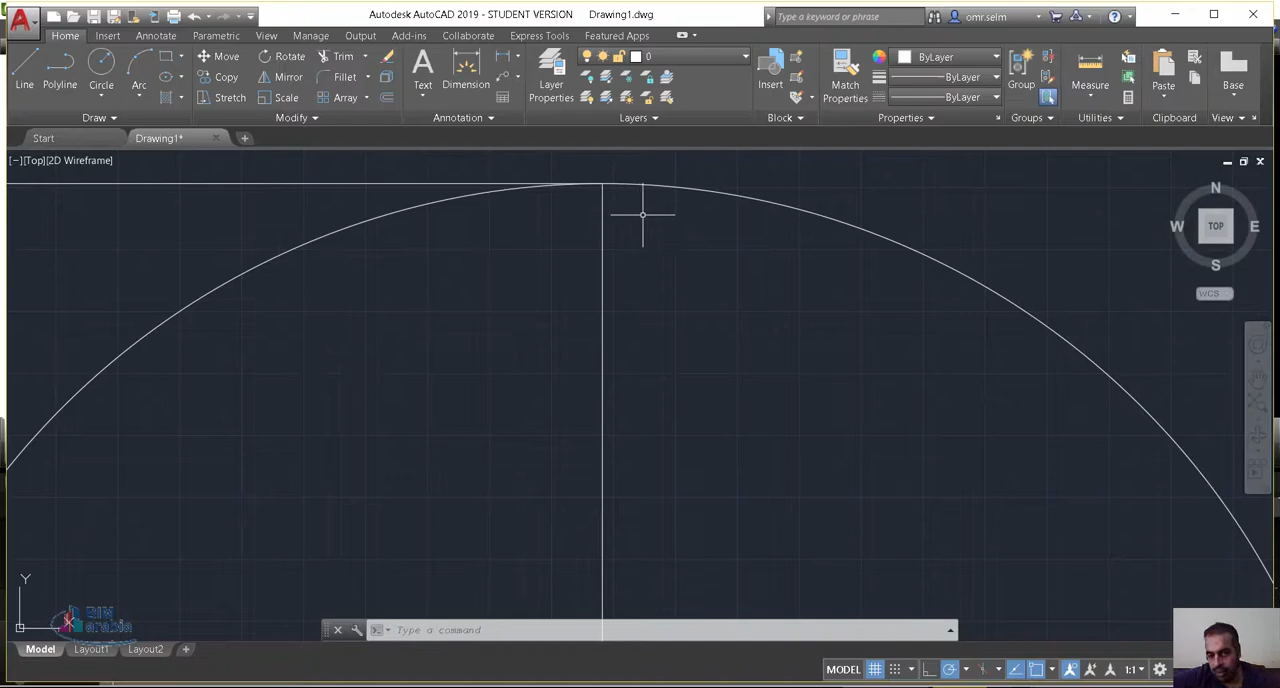 Autodesk AutoCAD 2019 - STUDENT VERSION Drawing1.dwg
Type a keyword or phrase
omr.selm
Home Insert Annotate Parametric View Manage Output Add-ins Collaborate Express Tools Featured Apps
Line Polyline Circle Arc
Move Rotate Trim
Copy Mirror Fillet
Stretch Scale Array
Text Dimension
Layer Properties
0
Insert
Match Properties
ByLayer
ByLayer
ByLayer
Group
Measure
Paste
Base
Draw Modify Annotation Layers Block Properties Groups Utilities Clipboard View
Start Drawing1*
[−][Top][2D Wireframe]
N
W TOP E
S
WCS
Y
X
BIM
arabia
Type a command
Model Layout1 Layout2
MODEL 1:1